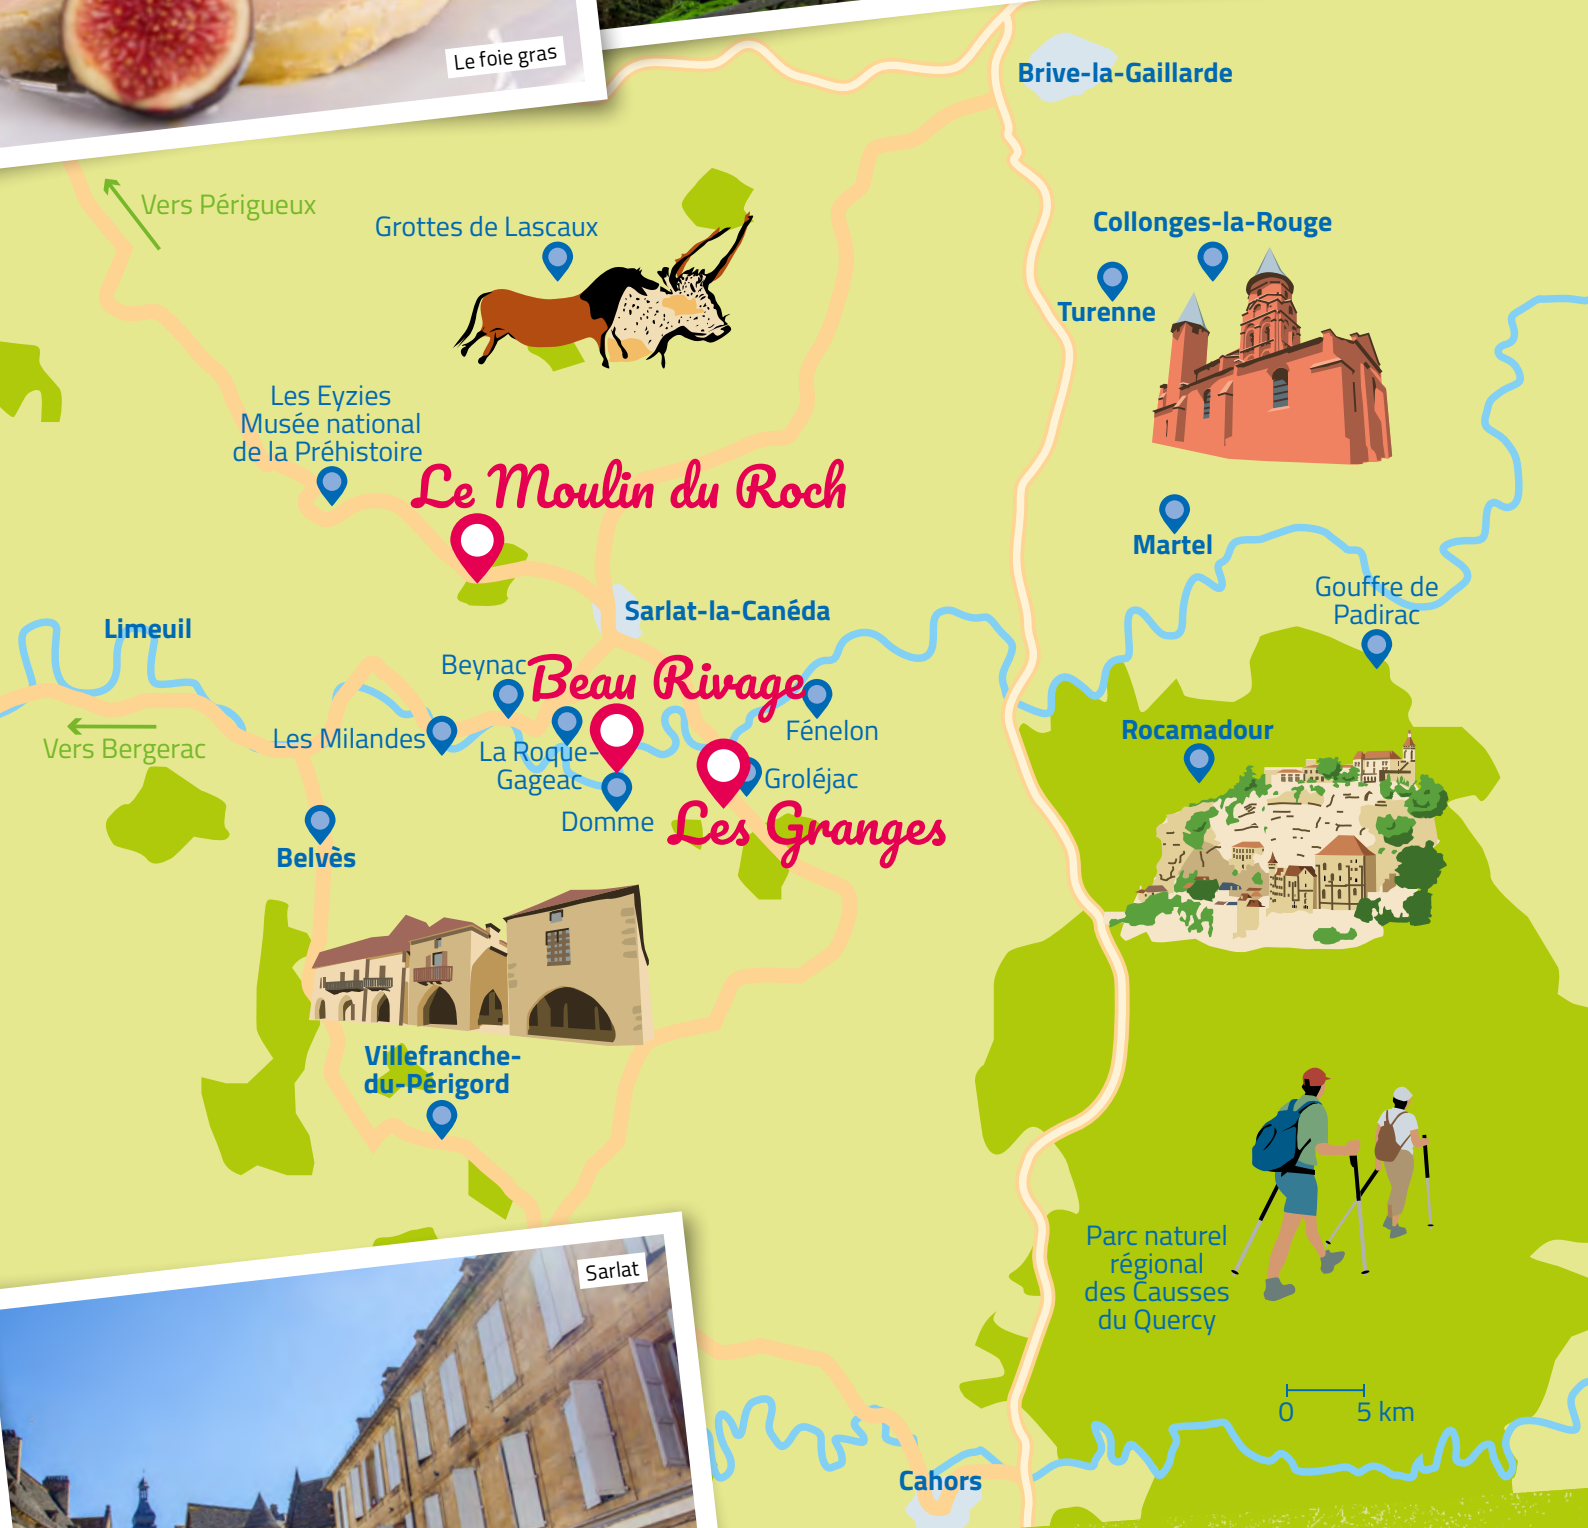 Le foie gras
Brive-la-Gaillarde
Vers Périgueux
Grottes de Lascaux
Collonges-la-Rouge
Turenne
Les Eyzies
Musée national
de la Préhistoire
Le Moulin du Roch
Martel
Gouffre de
Padirac
Limeuil
Sarlat-la-Canéda
Beynac
Beau Rivage
Fénelon
Les Milandes
La Roque-
Gageac
Vers Bergerac
Rocamadour
Groléjac
Domme
Les Granges
Belvès
Villefranche-
du-Périgord
Parc naturel
régional
des Causses
du Quercy
Sarlat
0 5 km
Cahors